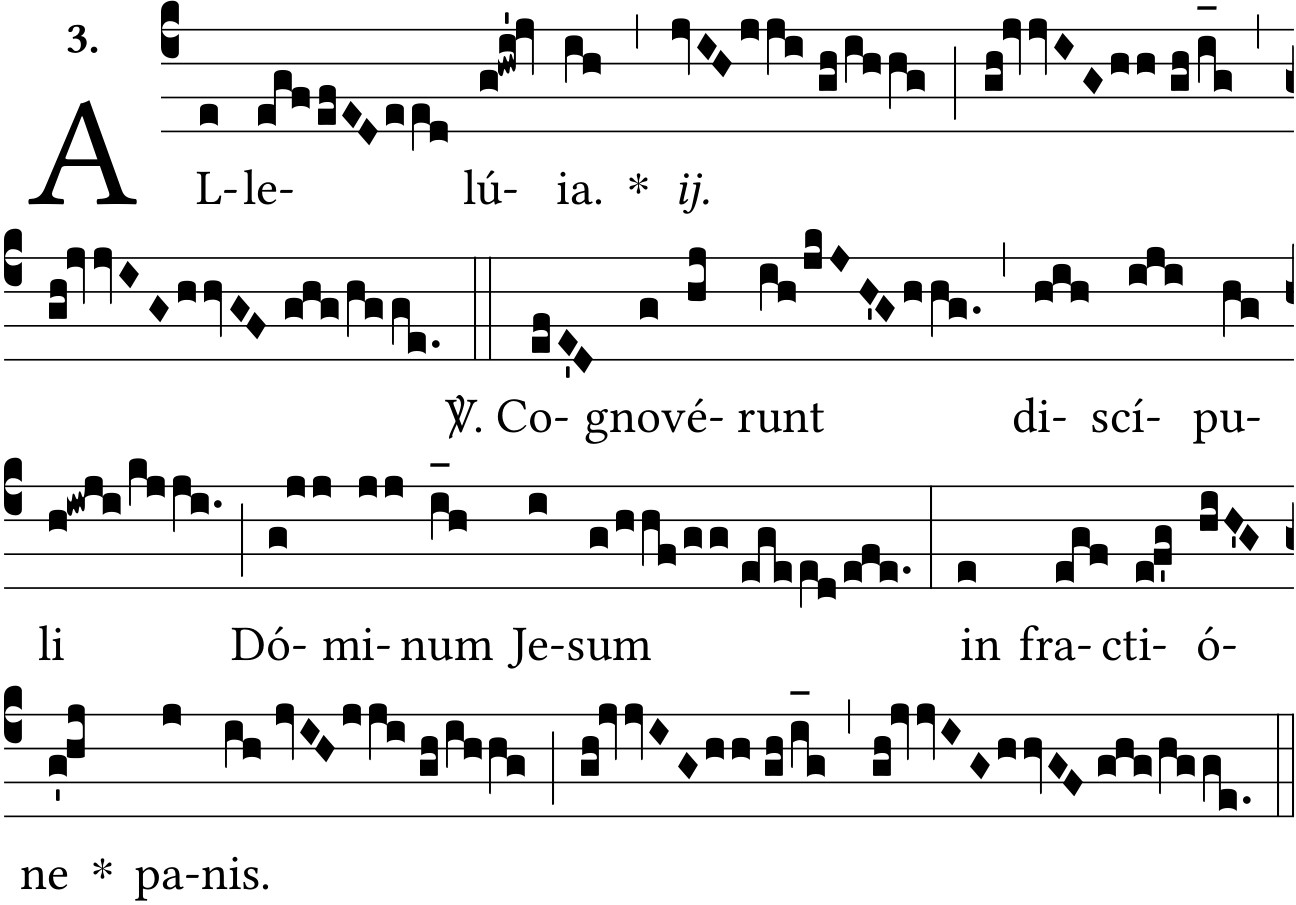 3.
AL-le- lú- ia. * ij.
℣. Co- gnové- runt di- scí- pu-
li Dó- mi- num Je-sum in fra- cti- ó-
ne * pa-nis.